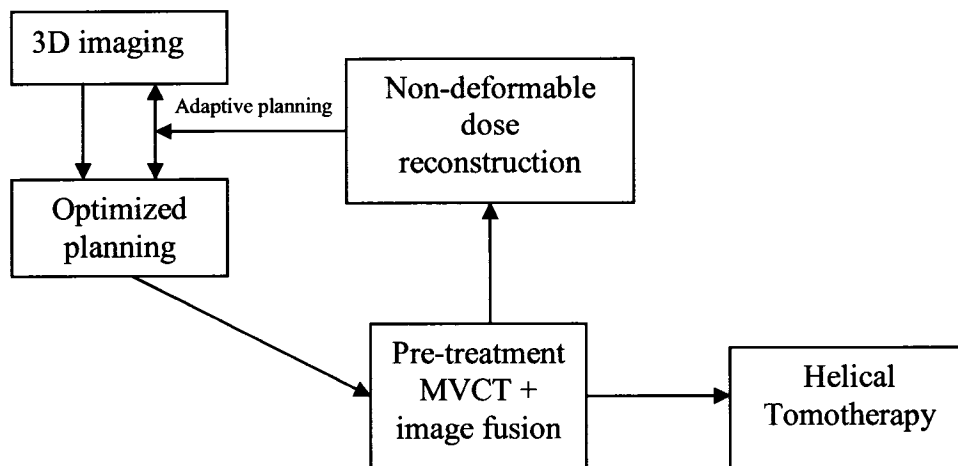 3D imaging
Adaptive planning
Non-deformable
dose
reconstruction
Optimized
planning
Pre-treatment
MVCT +
image fusion
Helical
Tomotherapy